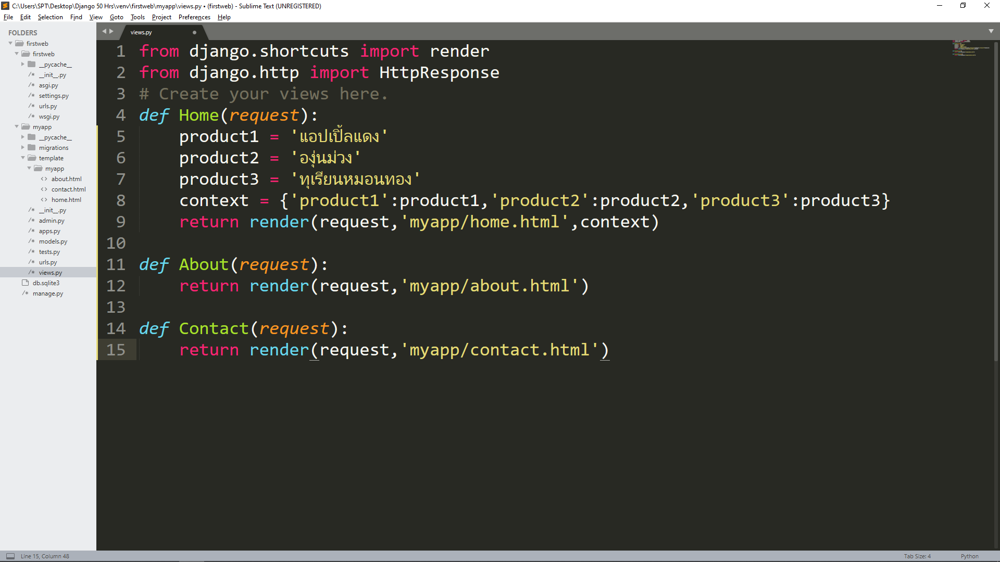 C:\Users\SPT\Desktop\Django 50 Hrs\venv\firstweb\myapp\views.py • (firstweb) - Sublime Text (UNREGISTERED)
File Edit Selection Find View Goto Tools Project Preferences Help
FOLDERS
firstweb
firstweb
__pycache__
/* __init__.py
/* asgi.py
/* settings.py
/* urls.py
/* wsgi.py
myapp
__pycache__
migrations
template
myapp
<> about.html
<> contact.html
<> home.html
/* __init__.py
/* admin.py
/* apps.py
/* models.py
/* tests.py
/* urls.py
/* views.py
db.sqlite3
/* manage.py
views.py
1 from django.shortcuts import render
2 from django.http import HttpResponse
3 # Create your views here.
4 def Home(request):
5 product1 = 'แอปเปิ้ลแดง'
6 product2 = 'องุ่นม่วง'
7 product3 = 'ทุเรียนหมอนทอง'
8 context = {'product1':product1,'product2':product2,'product3':product3}
9 return render(request,'myapp/home.html',context)
10
11 def About(request):
12 return render(request,'myapp/about.html')
13
14 def Contact(request):
15 return render(request,'myapp/contact.html')
Line 15, Column 48
Tab Size: 4
Python